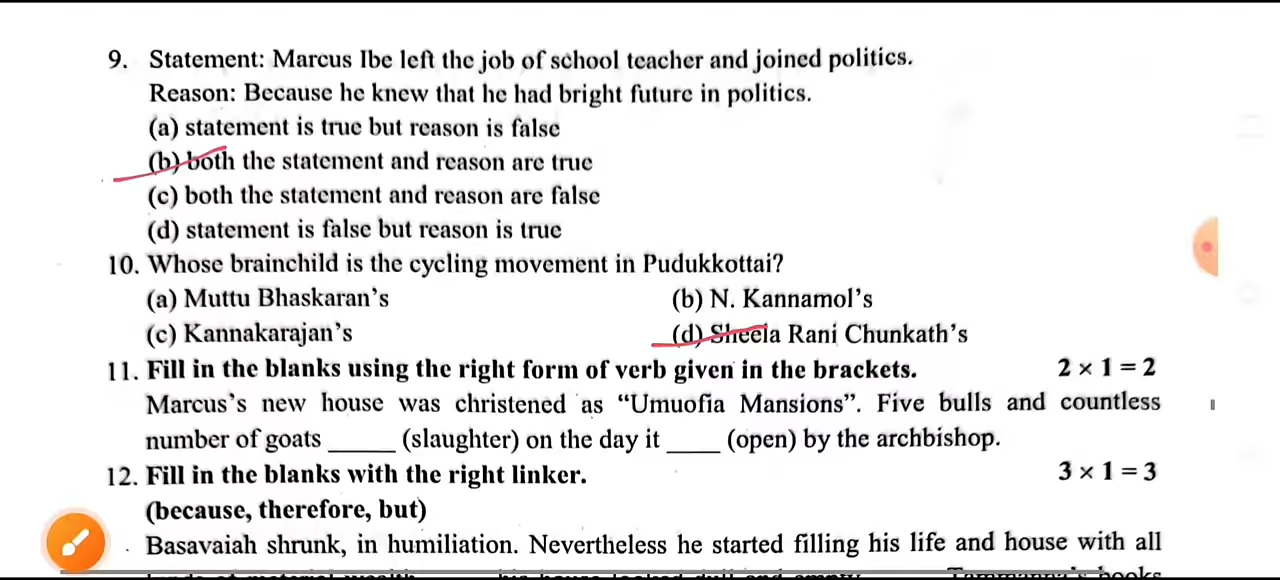 9. Statement: Marcus Ibe left the job of school teacher and joined politics.
Reason: Because he knew that he had bright future in politics.
(a) statement is true but reason is false
(b) both the statement and reason are true
(c) both the statement and reason are false
(d) statement is false but reason is true
10. Whose brainchild is the cycling movement in Pudukkottai?
(a) Muttu Bhaskaran's (b) N. Kannamol's
(c) Kannakarajan's (d) Sheela Rani Chunkath's
11. Fill in the blanks using the right form of verb given in the brackets. 2 × 1 = 2
Marcus's new house was christened as “Umuofia Mansions”. Five bulls and countless
number of goats _____ (slaughter) on the day it ____ (open) by the archbishop.
12. Fill in the blanks with the right linker. 3 × 1 = 3
(because, therefore, but)
Basavaiah shrunk, in humiliation. Nevertheless he started filling his life and house with all